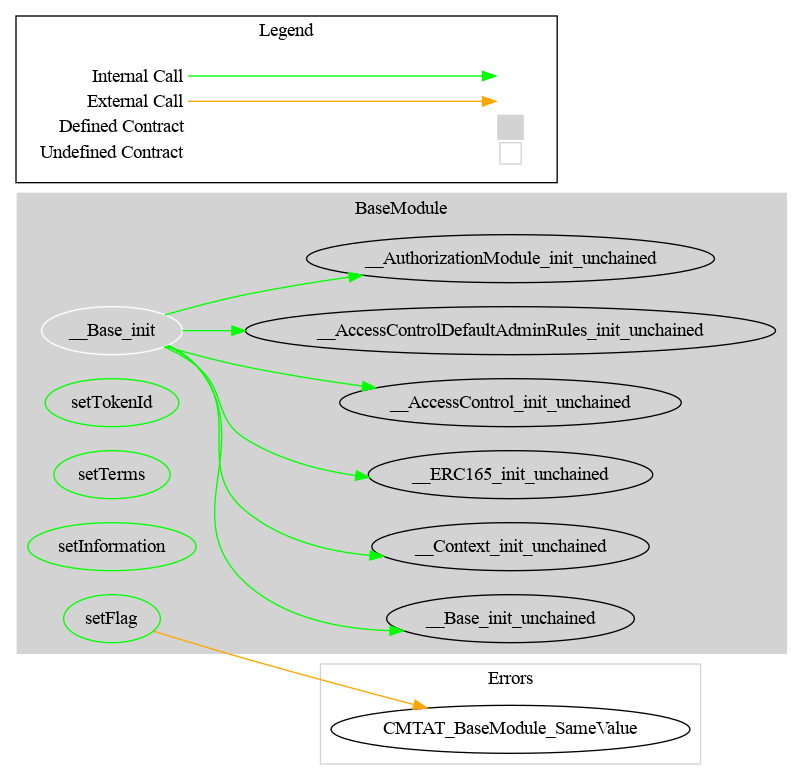 Legend
Internal Call
External Call
Defined Contract
Undefined Contract
BaseModule
__AuthorizationModule_init_unchained
__Base_init
__AccessControlDefaultAdminRules_init_unchained
setTokenId
__AccessControl_init_unchained
setTerms
__ERC165_init_unchained
setInformation
__Context_init_unchained
setFlag
__Base_init_unchained
Errors
CMTAT_BaseModule_SameValue